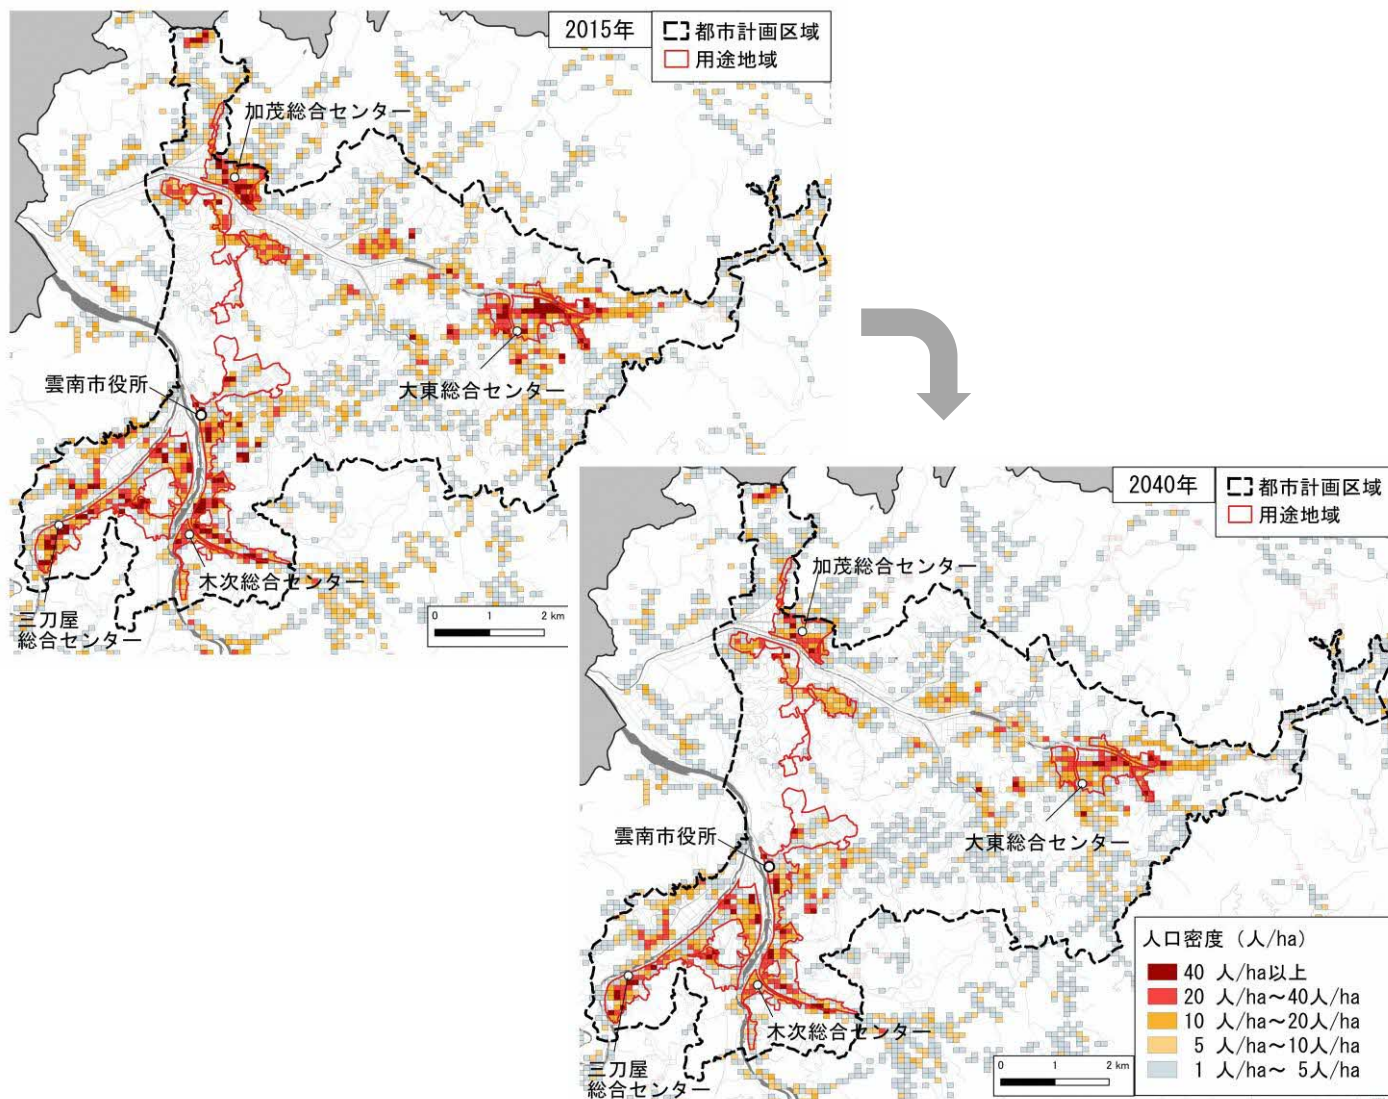 2015年
都市計画区域
用途地域
加茂総合センター
大東総合センター
雲南市役所
木次総合センター
三刀屋
総合センター
0 1 2 km
2040年
都市計画区域
用途地域
加茂総合センター
大東総合センター
雲南市役所
木次総合センター
三刀屋
総合センター
0 1 2 km
人口密度（人/ha）
40 人/ha以上
20 人/ha～40人/ha
10 人/ha～20人/ha
5 人/ha～10人/ha
1 人/ha～ 5人/ha